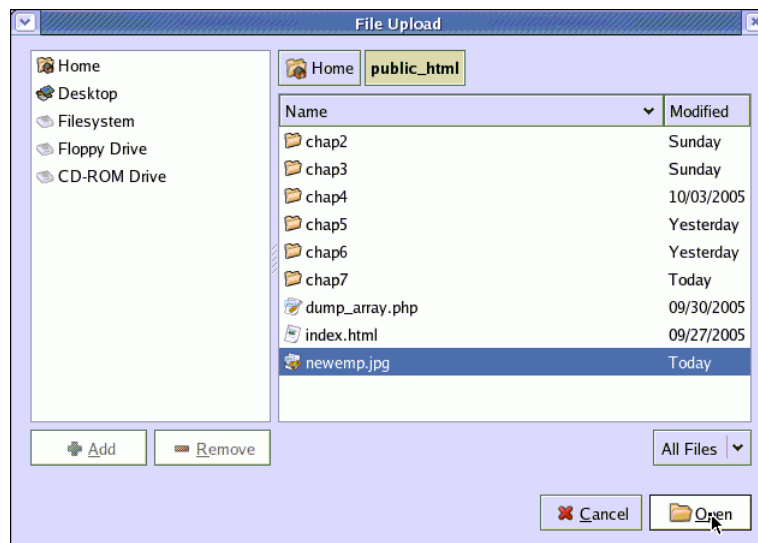 File Upload
Home
Desktop
Filesystem
Floppy Drive
CD-ROM Drive
Home public_html
Name Modified
chap2 Sunday
chap3 Sunday
chap4 10/03/2005
chap5 Yesterday
chap6 Yesterday
chap7 Today
dump_array.php 09/30/2005
index.html 09/27/2005
newemp.jpg Today
Add Remove All Files
Cancel Open